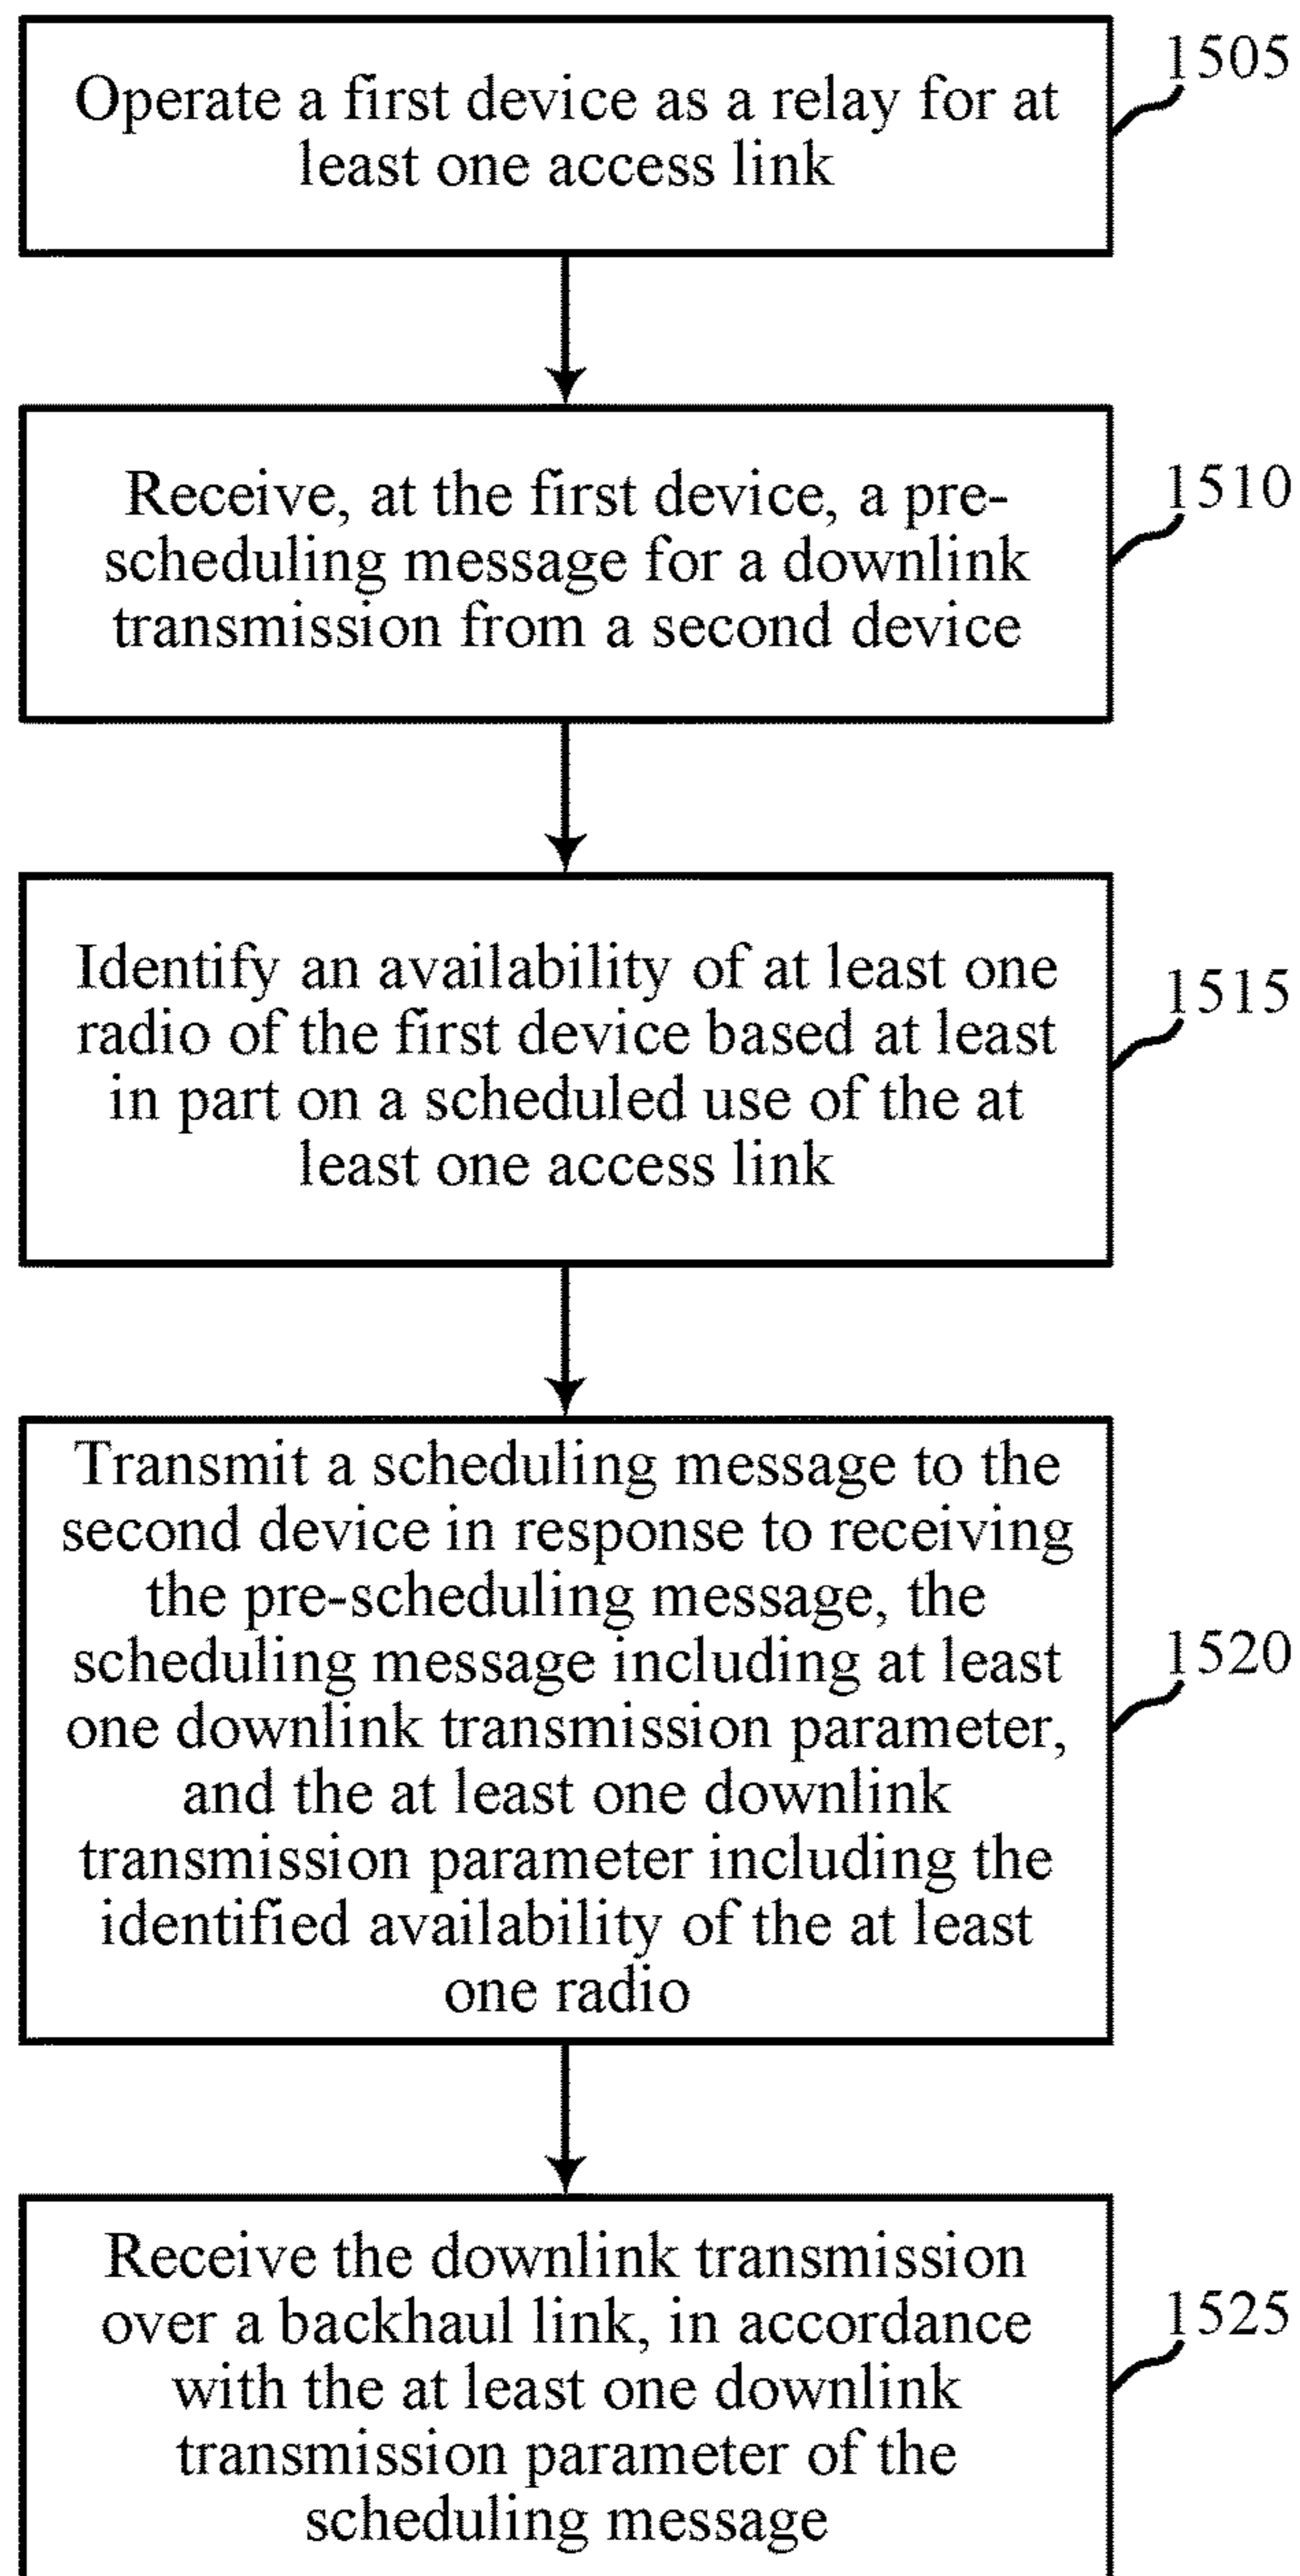 Operate a first device as a relay for at
least one access link
1505
Receive, at the first device, a pre-
scheduling message for a downlink
transmission from a second device
1510
Identify an availability of at least one
radio of the first device based at least
in part on a scheduled use of the at
least one access link
1515
Transmit a scheduling message to the
second device in response to receiving
the pre-scheduling message, the
scheduling message including at least
one downlink transmission parameter,
and the at least one downlink
transmission parameter including the
identified availability of the at least
one radio
1520
Receive the downlink transmission
over a backhaul link, in accordance
with the at least one downlink
transmission parameter of the
scheduling message
1525